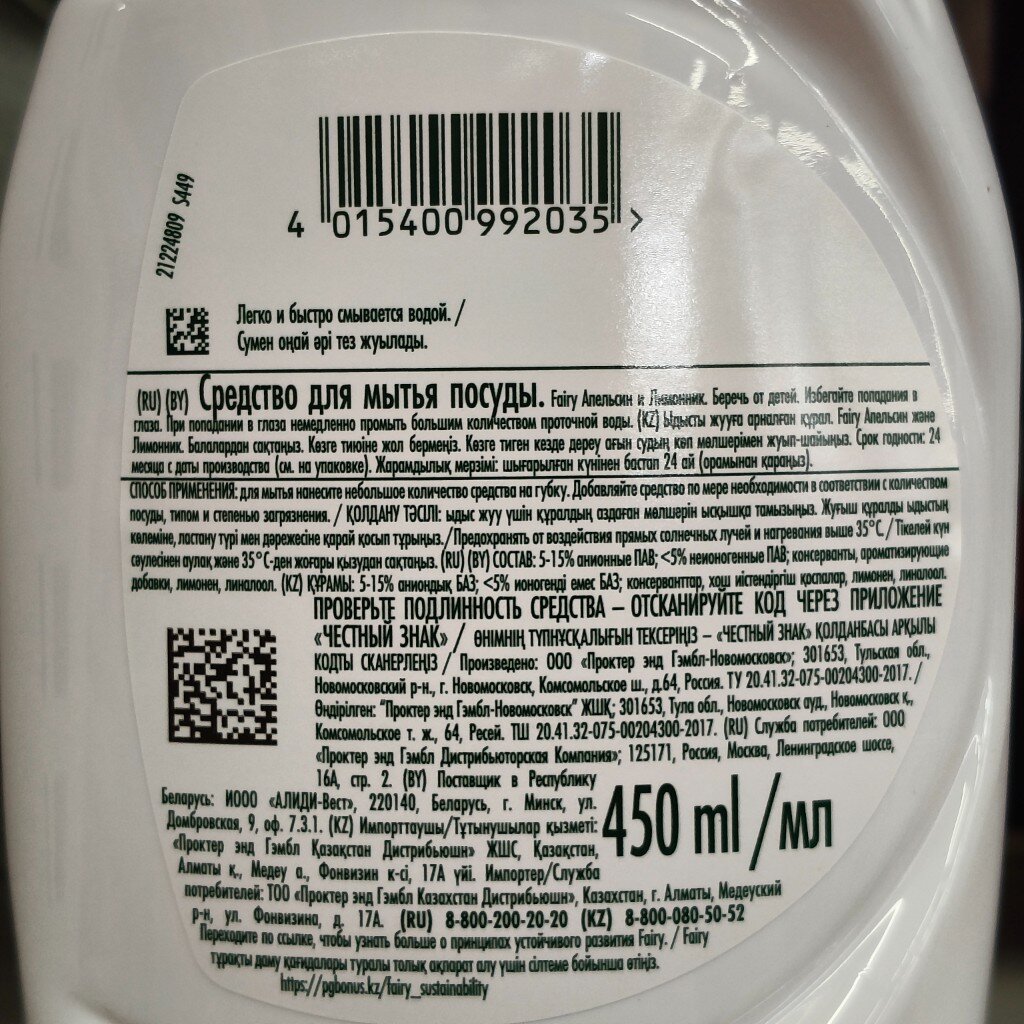 4 015400 992035 >
21224809 S449
Легко и быстро смывается водой. /
Сумен оңай әрі тез жуылады.
(RU) (BY) Средство для мытья посуды. Fairy Апельсин и Лимонник. Беречь от детей. Избегайте попадания в
глаза. При попадании в глаза немедленно промыть большим количеством проточной воды. (KZ) Ыдысты жууға арналған құрал. Fairy Апельсин және
Лимонник. Балалардан сақтаңыз. Көзге тиюіне жол бермеңіз. Көзге тиген кезде дереу ағын судың көп мөлшерімен жуып-шайыңыз. Срок годности: 24
месяца с даты производства (см. на упаковке). Жарамдылық мерзімі: шығарылған күнінен бастап 24 ай (орамынан қараңыз).
СПОСОБ ПРИМЕНЕНИЯ: для мытья нанесите небольшое количество средства на губку. Добавляйте средство по мере необходимости в соответствии с количеством
посуды, типом и степенью загрязнения. / ҚОЛДАНУ ТӘСІЛІ: ыдыс жуу үшін құралдың аздаған мөлшерін ысқышқа тамызыңыз. Жуғыш құралды ыдыстың
көлеміне, ластану түрі мен дәрежесіне қарай қосып тұрыңыз. / Предохранять от воздействия прямых солнечных лучей и нагревания выше 35°C / Тікелей күн
сәулесінен аулақ және 35°C-ден жоғары қызудан сақтаңыз. (RU) (BY) СОСТАВ: 5-15% анионные ПАВ; <5% неионогенные ПАВ; консерванты, ароматизирующие
добавки, лимонен, линалоол. (KZ) ҚҰРАМЫ: 5-15% аниондық БАЗ; <5% ионогенді емес БАЗ; консерванттар, хош иістендіргіш қоспалар, лимонен, линалоол.
ПРОВЕРЬТЕ ПОДЛИННОСТЬ СРЕДСТВА – ОТСКАНИРУЙТЕ КОД ЧЕРЕЗ ПРИЛОЖЕНИЕ
«ЧЕСТНЫЙ ЗНАК» / ӨНІМНІҢ ТҮПНҰСҚАЛЫҒЫН ТЕКСЕРІҢІЗ – «ЧЕСТНЫЙ ЗНАК» ҚОЛДАНБАСЫ АРҚЫЛЫ
КОДТЫ СКАНЕРЛЕҢІЗ / Произведено: ООО «Проктер энд Гэмбл-Новомосковск»; 301653, Тульская обл.,
Новомосковский р-н., г. Новомосковск, Комсомольское ш., д.64, Россия. ТУ 20.41.32-075-00204300-2017. /
Өндірілген: "Проктер энд Гэмбл-Новомосковск" ЖШҚ; 301653, Тула обл., Новомосковск ауд., Новомосковск қ.,
Комсомольское т. ж., 64, Ресей. ТШ 20.41.32-075-00204300-2017. (RU) Служба потребителей: ООО
«Проктер энд Гэмбл Дистрибьюторская Компания»; 125171, Россия, Москва, Ленинградское шоссе,
16А, стр. 2. (BY) Поставщик в Республику
Беларусь: ИООО «АЛИДИ-Вест», 220140, Беларусь, г. Минск, ул.
Домбровская, 9, оф. 7.3.1. (KZ) Импорттаушы/Тұтынушылар қызметі:
«Проктер энд Гэмбл Қазақстан Дистрибьюшн» ЖШС, Қазақстан,
Алматы қ., Медеу а., Фонвизин к-сі, 17А үйі. Импортер/Служба
потребителей: ТОО «Проктер энд Гэмбл Казахстан Дистрибьюшн», Казахстан, г. Алматы, Медеуский
р-н, ул. Фонвизина, д. 17А. (RU) 8-800-200-20-20 (KZ) 8-800-080-50-52
Переходите по ссылке, чтобы узнать больше о принципах устойчивого развития Fairy. / Fairy
тұрақты даму қағидалары туралы толық ақпарат алу үшін сілтеме бойынша өтіңіз.
https://pgbonus.kz/fairy_sustainability
450 ml / мл